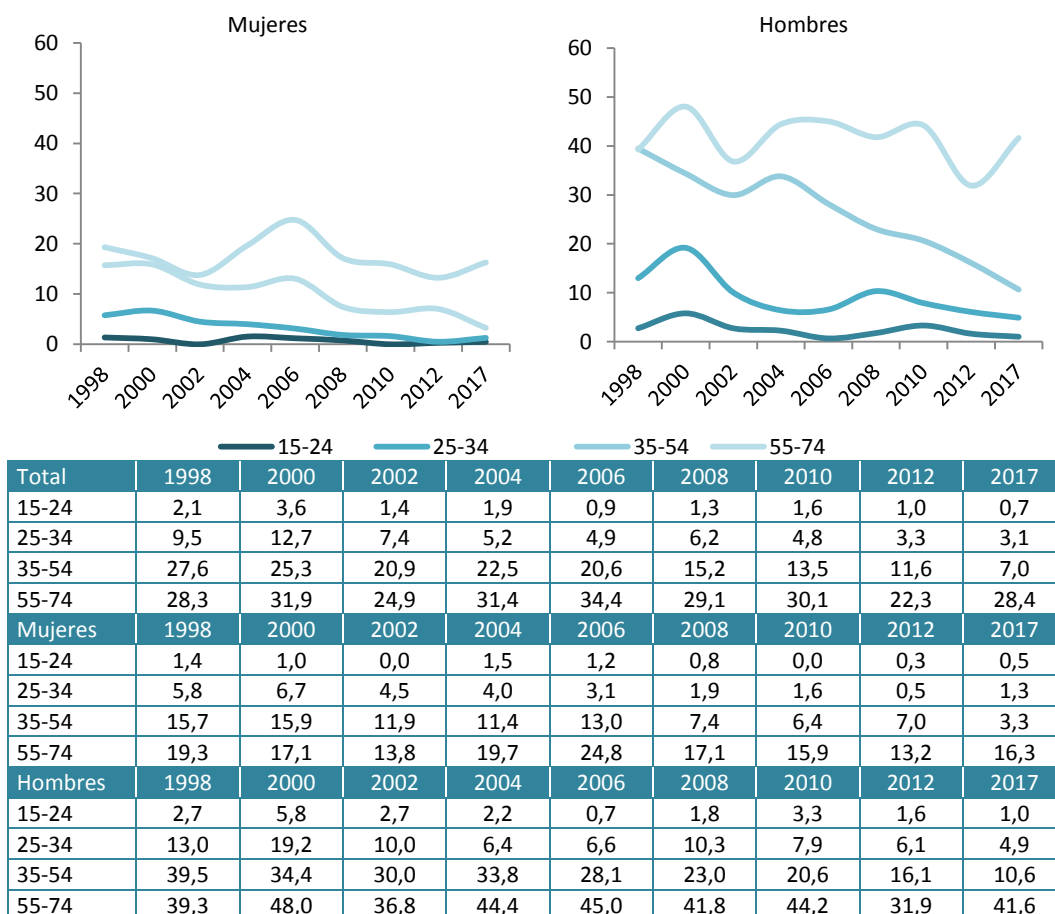 Mujeres
60
50
40
30
20
10
0
1998 2000 2002 2004 2006 2008 2010 2012 2017
Hombres
60
50
40
30
20
10
0
1998 2000 2002 2004 2006 2008 2010 2012 2017
15-24 25-34 35-54 55-74
Total 1998 2000 2002 2004 2006 2008 2010 2012 2017
15-24 2,1 3,6 1,4 1,9 0,9 1,3 1,6 1,0 0,7
25-34 9,5 12,7 7,4 5,2 4,9 6,2 4,8 3,3 3,1
35-54 27,6 25,3 20,9 22,5 20,6 15,2 13,5 11,6 7,0
55-74 28,3 31,9 24,9 31,4 34,4 29,1 30,1 22,3 28,4
Mujeres 1998 2000 2002 2004 2006 2008 2010 2012 2017
15-24 1,4 1,0 0,0 1,5 1,2 0,8 0,0 0,3 0,5
25-34 5,8 6,7 4,5 4,0 3,1 1,9 1,6 0,5 1,3
35-54 15,7 15,9 11,9 11,4 13,0 7,4 6,4 7,0 3,3
55-74 19,3 17,1 13,8 19,7 24,8 17,1 15,9 13,2 16,3
Hombres 1998 2000 2002 2004 2006 2008 2010 2012 2017
15-24 2,7 5,8 2,7 2,2 0,7 1,8 3,3 1,6 1,0
25-34 13,0 19,2 10,0 6,4 6,6 10,3 7,9 6,1 4,9
35-54 39,5 34,4 30,0 33,8 28,1 23,0 20,6 16,1 10,6
55-74 39,3 48,0 36,8 44,4 45,0 41,8 44,2 31,9 41,6